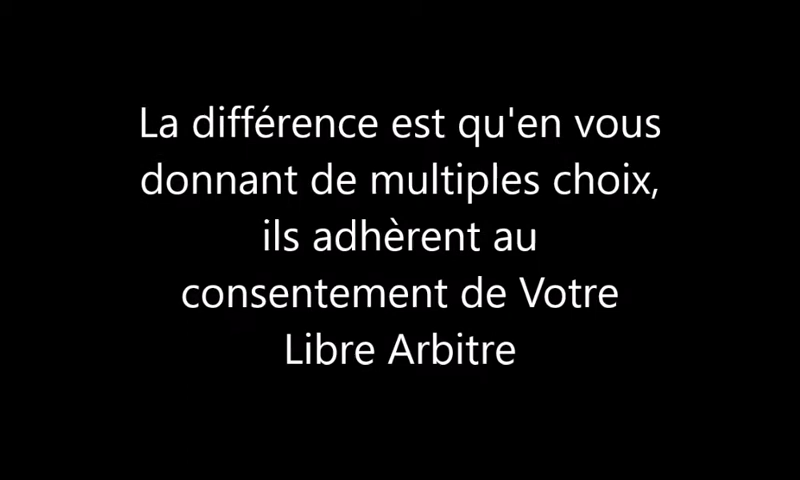 La différence est qu'en vous
donnant de multiples choix,
ils adhèrent au
consentement de Votre
Libre Arbitre